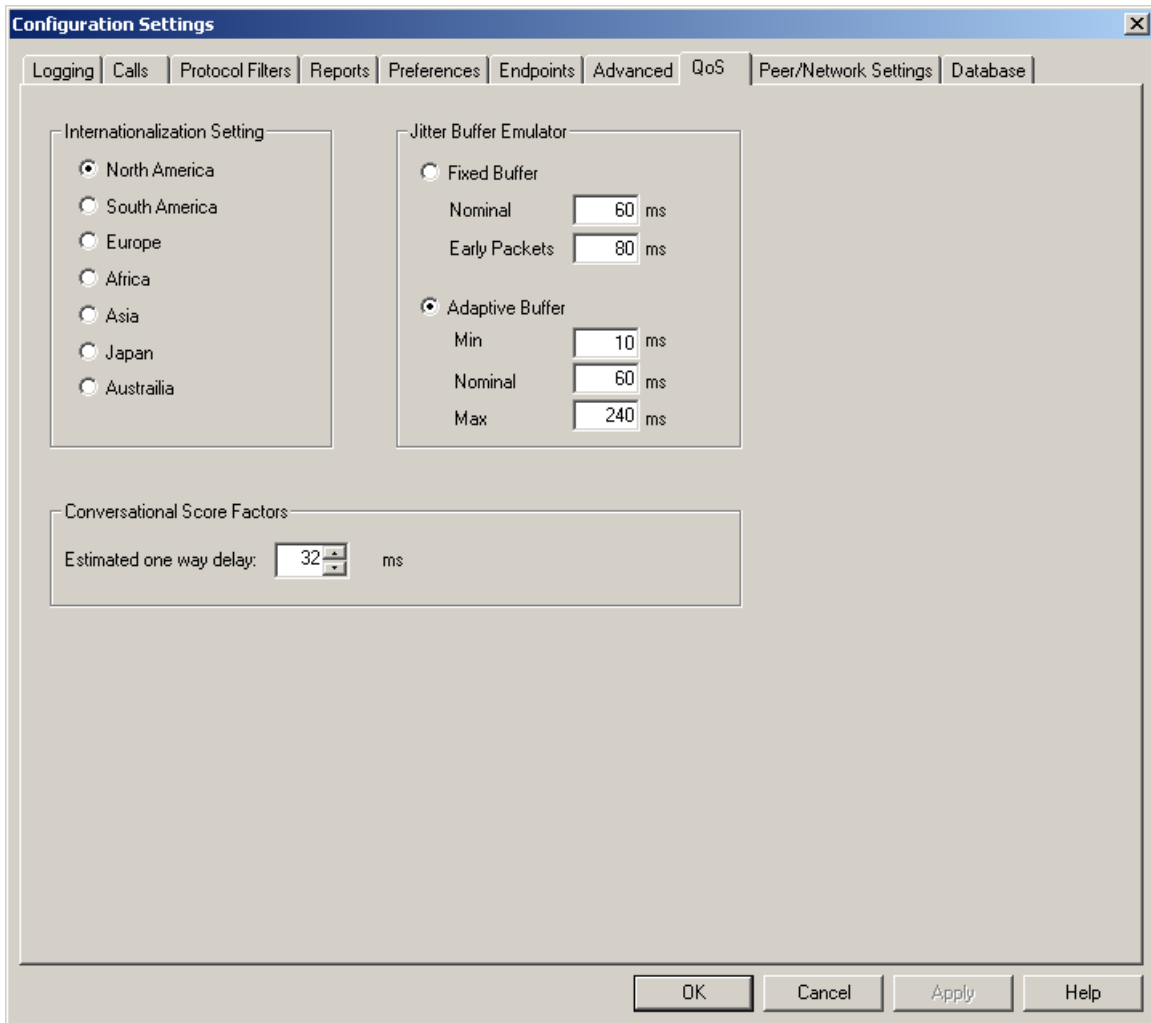 Configuration Settings
Logging Calls Protocol Filters Reports Preferences Endpoints Advanced QoS Peer/Network Settings Database
Internationalization Setting
North America
South America
Europe
Africa
Asia
Japan
Austrailia
Jitter Buffer Emulator
Fixed Buffer
Nominal 60 ms
Early Packets 80 ms
Adaptive Buffer
Min 10 ms
Nominal 60 ms
Max 240 ms
Conversational Score Factors
Estimated one way delay: 32 ms
OK Cancel Apply Help